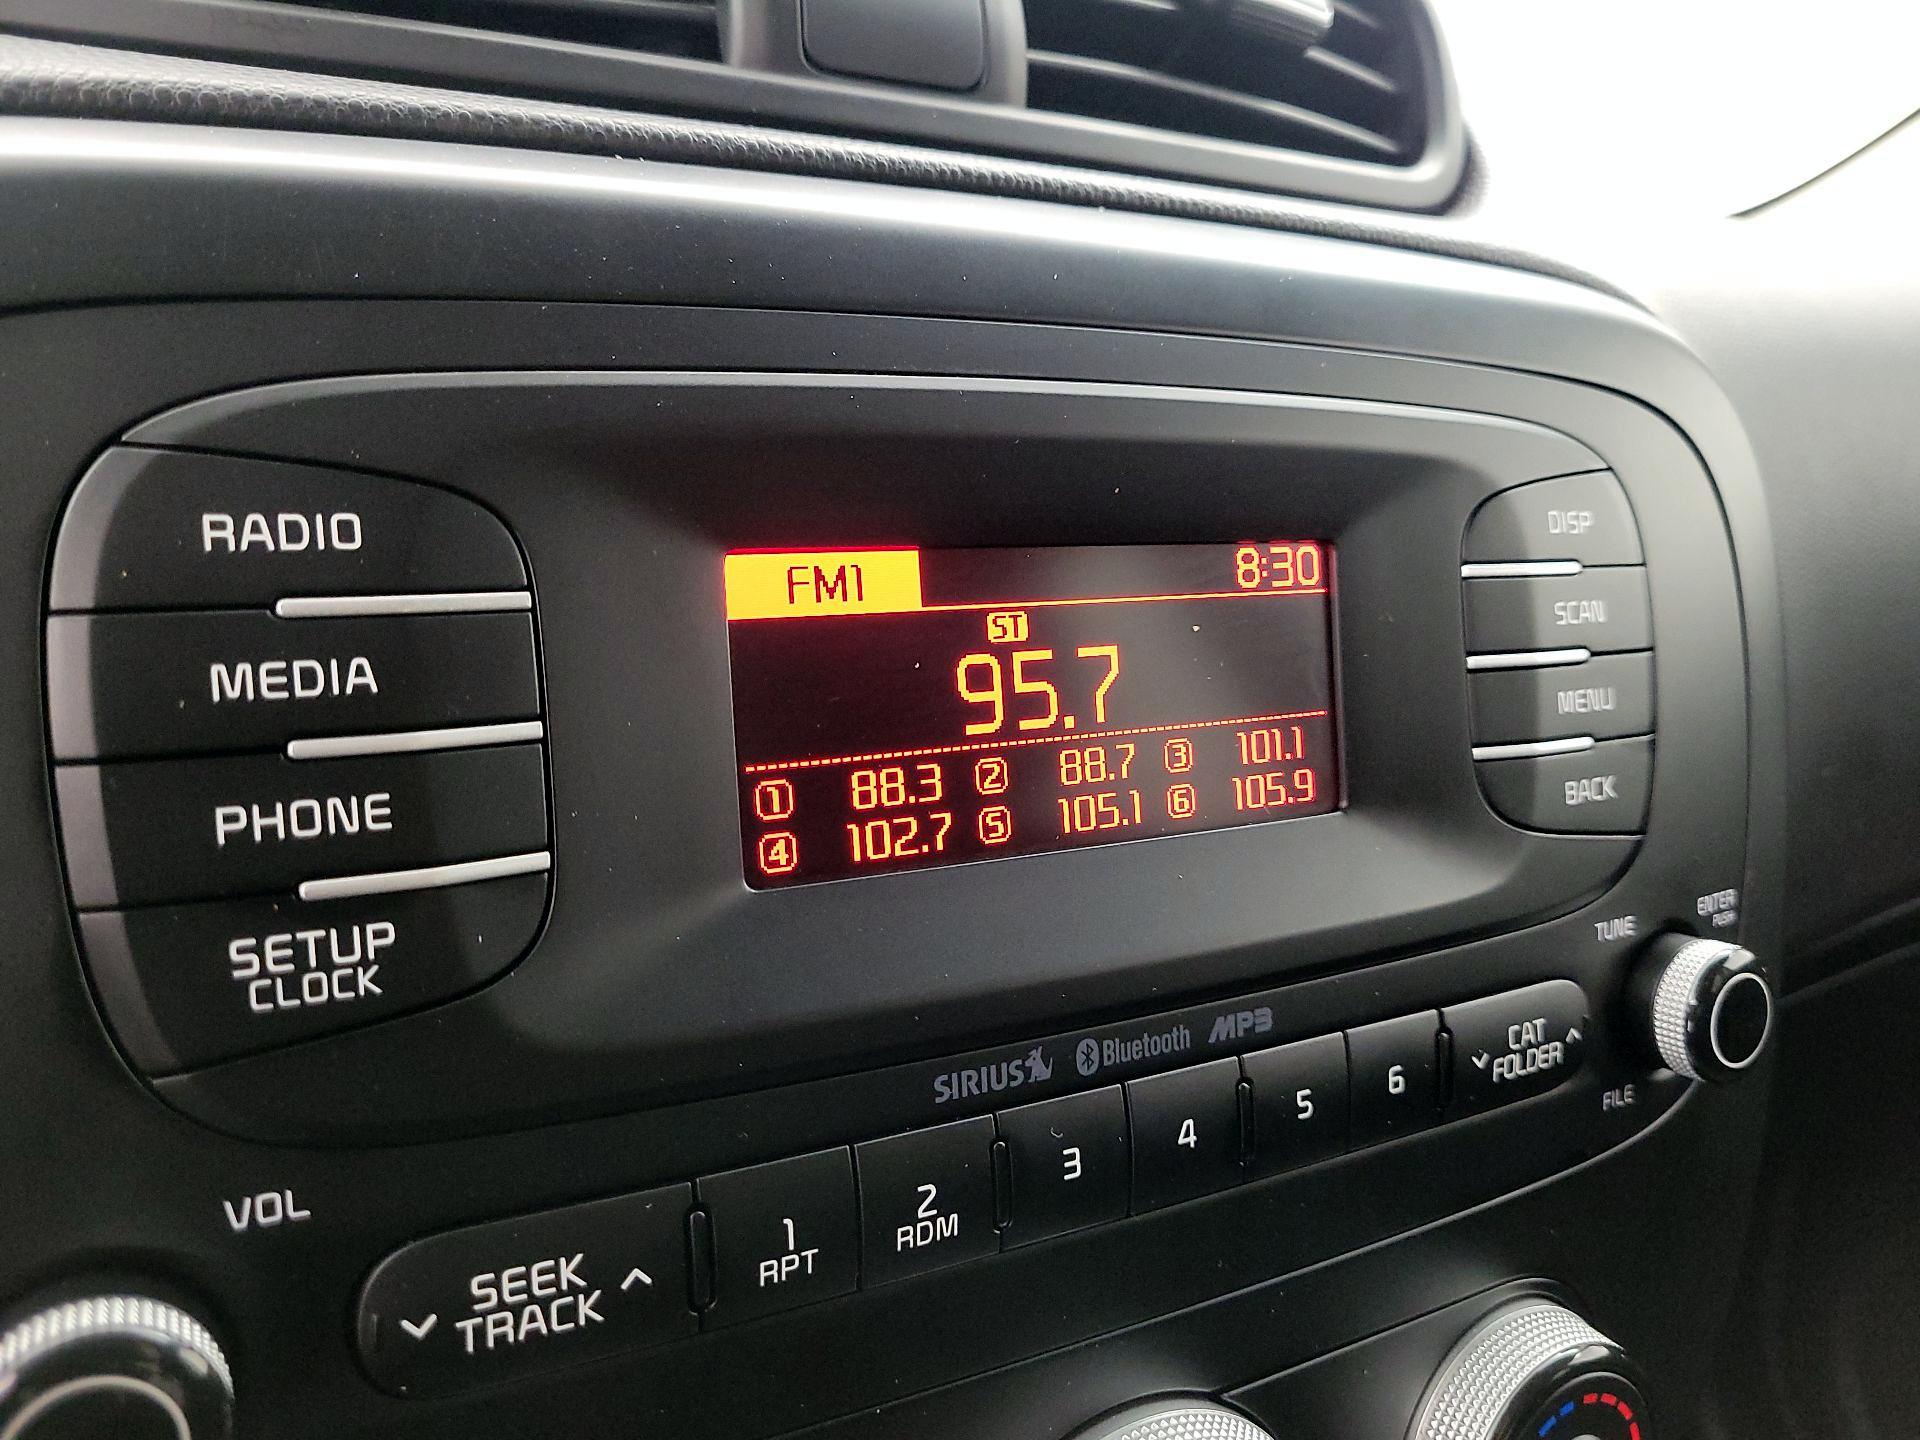 RADIO
MEDIA
PHONE
SETUP
CLOCK
FM1
8:30
ST
95.7
1 88.3 2 88.7 3 101.1
4 102.7 5 105.1 6 105.9
DISP
SCAN
MENU
BACK
TUNE
ENTER
PUSH
FILE
SIRIUS Bluetooth MP3
VOL
SEEK
TRACK
1
RPT
2
RDM
3
4
5
6
CAT
FOLDER